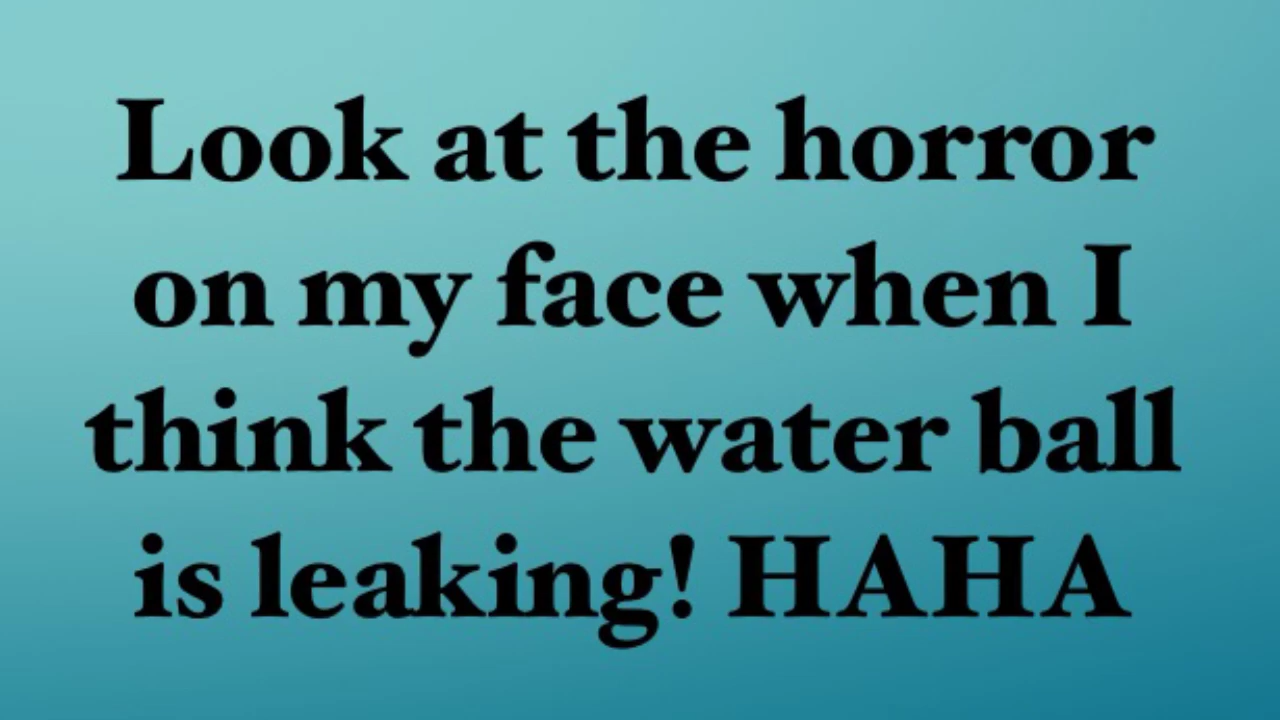 Look at the horror
on my face when I
think the water ball
is leaking! HAHA